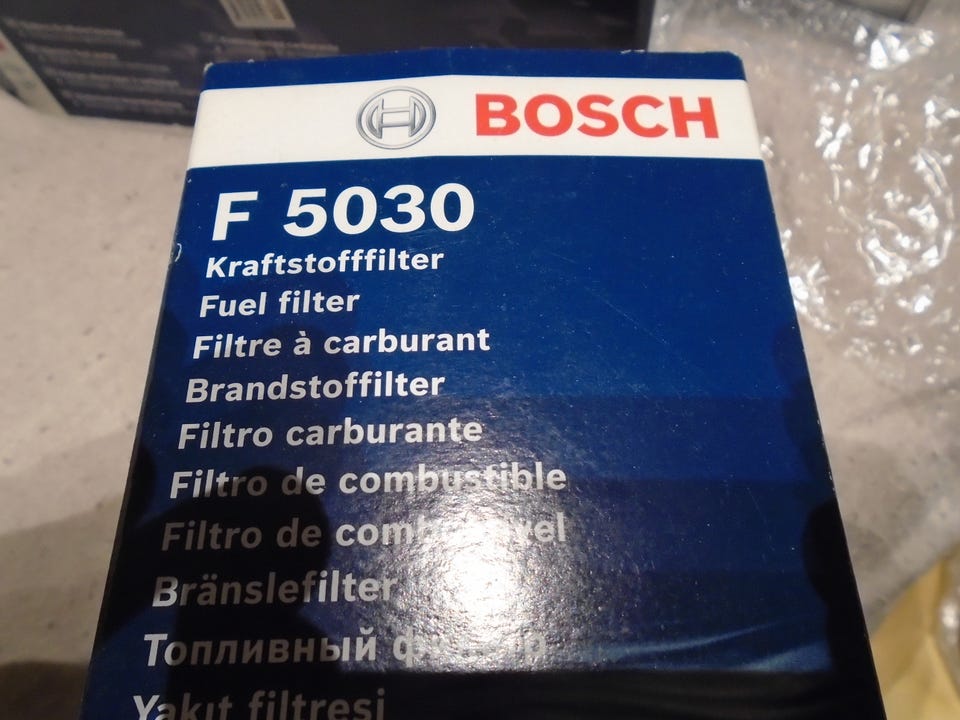 BOSCH
F 5030
Kraftstofffilter
Fuel filter
Filtre à carburant
Brandstoffilter
Filtro carburante
Filtro de combustible
Filtro de
Bränslefilter
Топливный
Yakıt filtresi